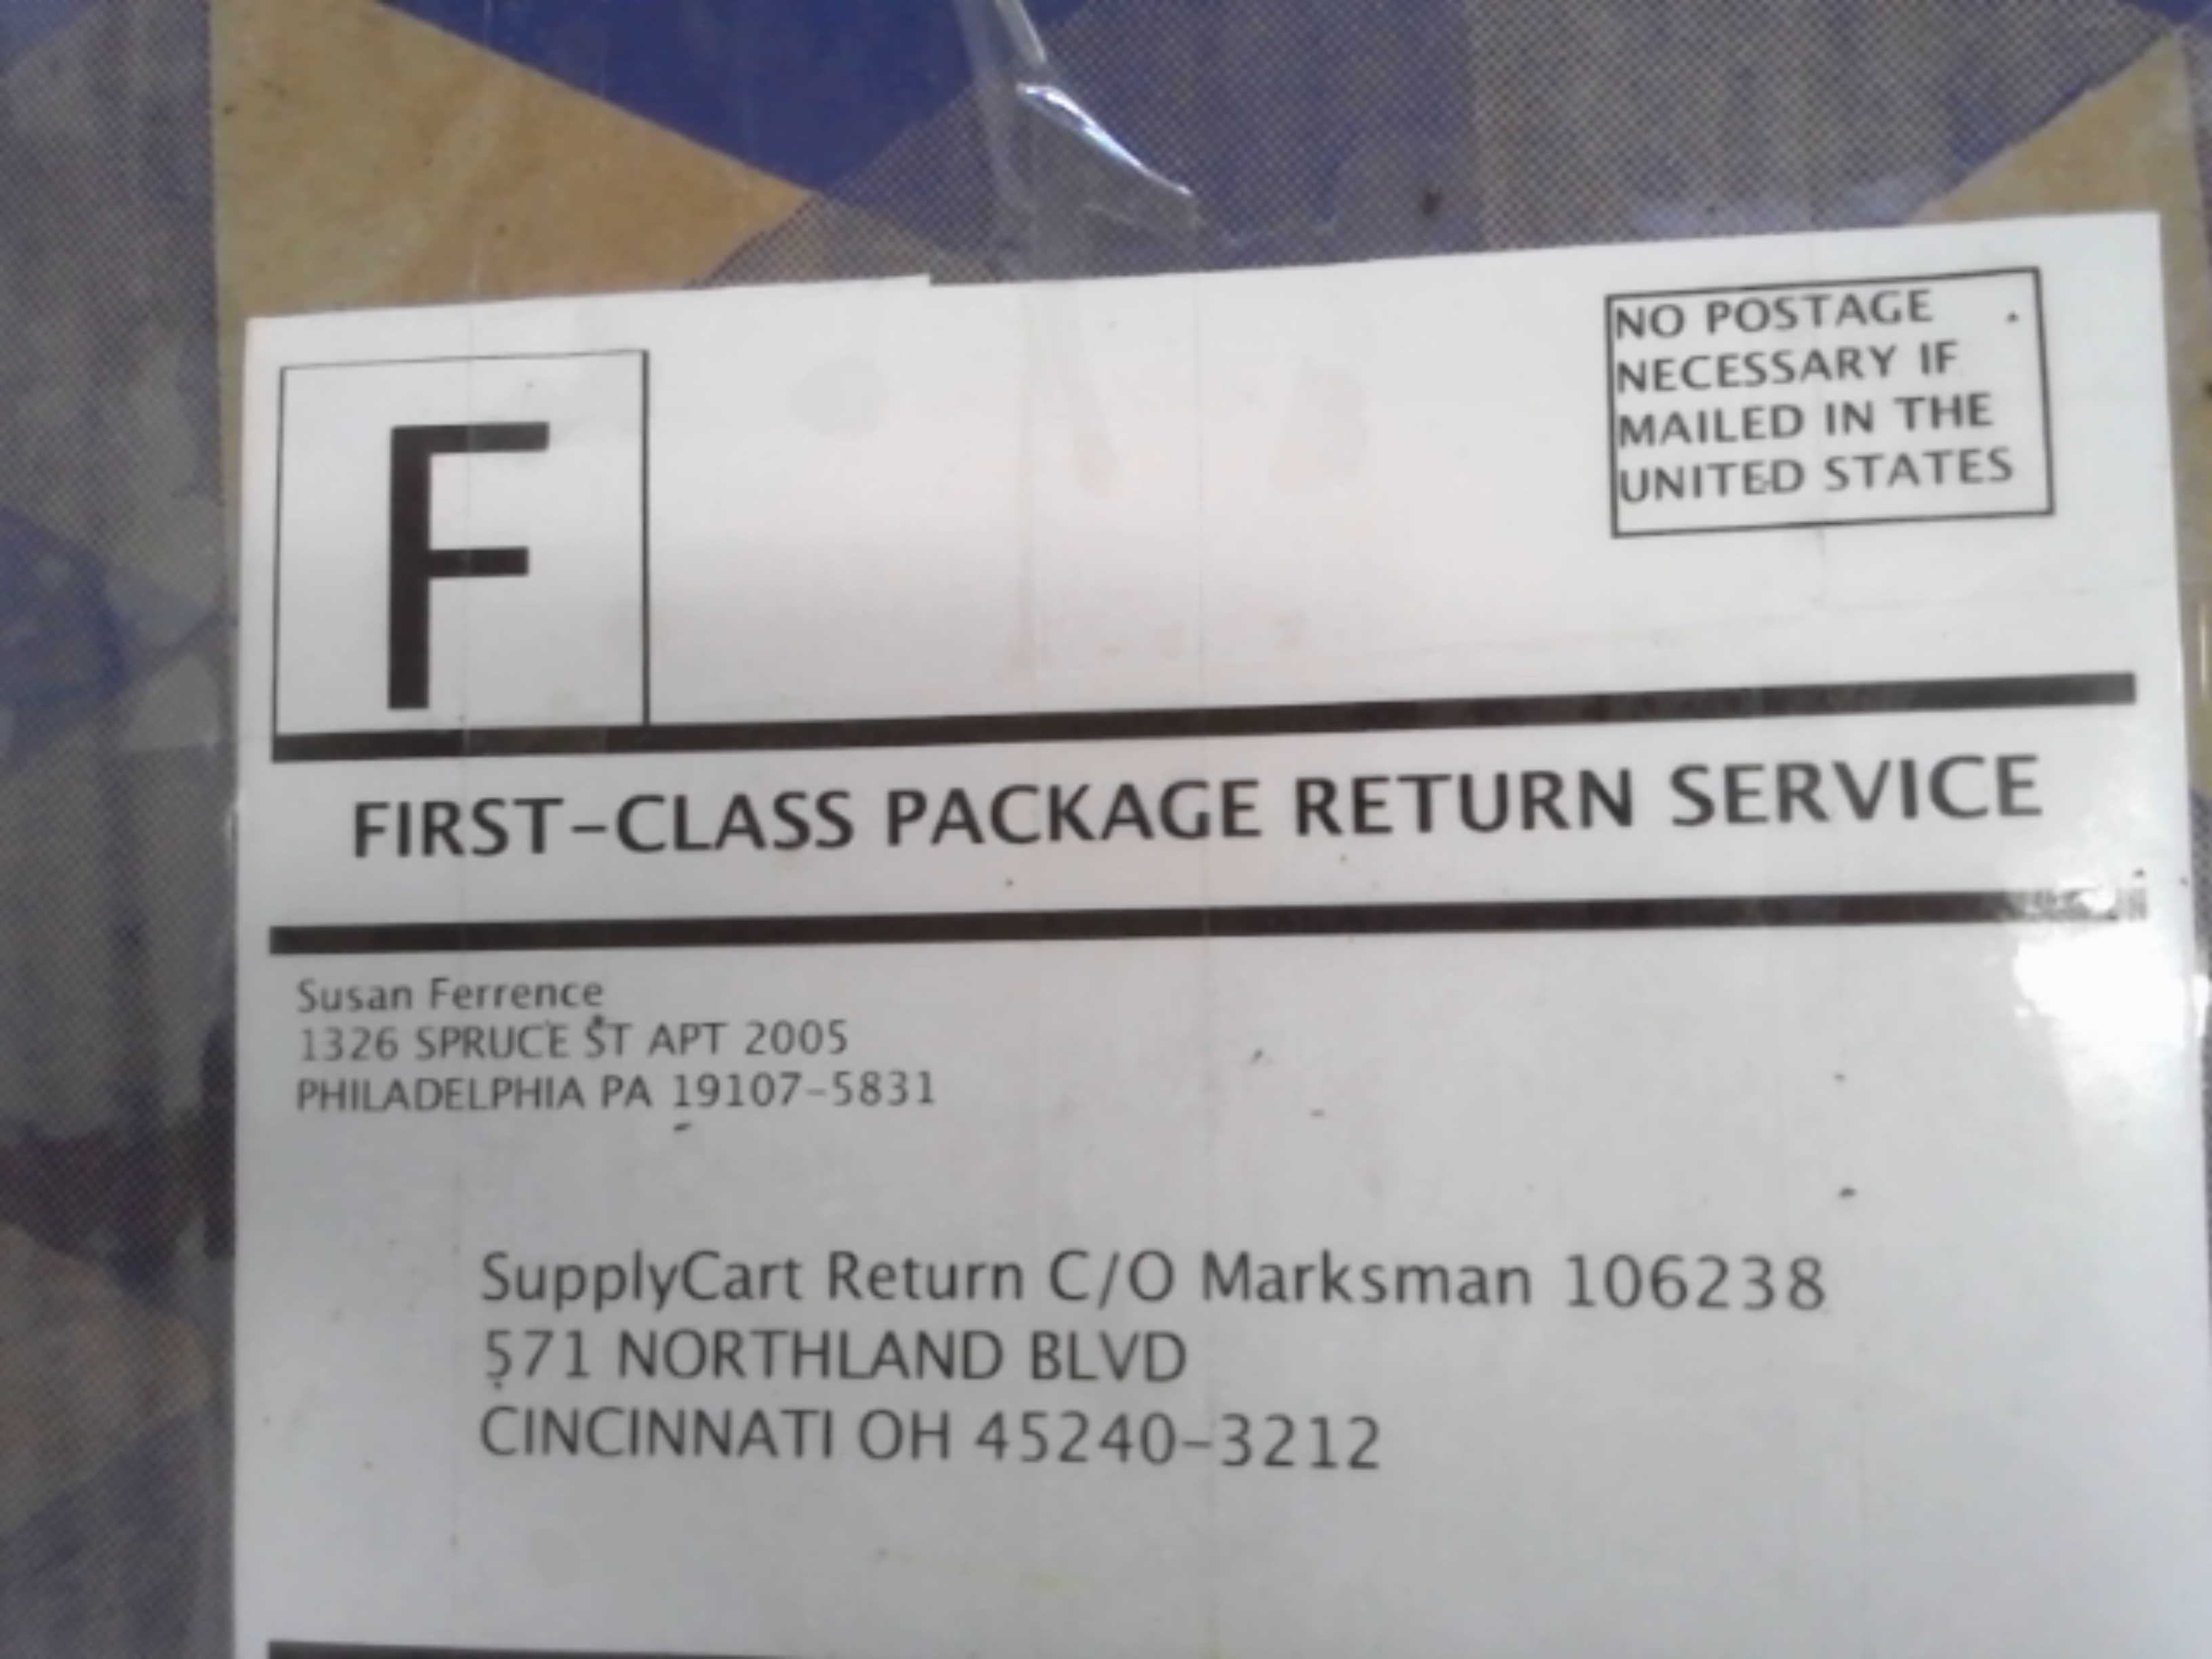 F
NO POSTAGE
NECESSARY IF
MAILED IN THE
UNITED STATES
FIRST-CLASS PACKAGE RETURN SERVICE
Susan Ferrence
1326 SPRUCE ST APT 2005
PHILADELPHIA PA 19107-5831
SupplyCart Return C/O Marksman 106238
571 NORTHLAND BLVD
CINCINNATI OH 45240-3212